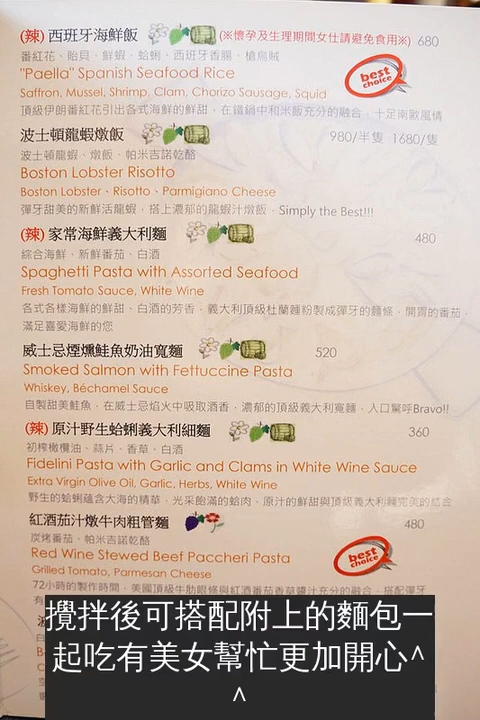 (辣) 西班牙海鮮飯 (※懷孕及生理期間女仕請避免食用※) 680
番紅花、貽貝、鮮蝦、蛤蜊、西班牙香腸、槍烏賊
"Paella" Spanish Seafood Rice
Saffron, Mussel, Shrimp, Clam, Chorizo Sausage, Squid
best choice
頂級伊朗番紅花引出各式海鮮的鮮甜，在鐵鍋中和米飯充分的融合，十足南歐風情
波士頓龍蝦燉飯 980/半隻 1680/隻
波士頓龍蝦、燉飯、帕米吉諾乾酪
Boston Lobster Risotto
Boston Lobster、Risotto、Parmigiano Cheese
彈牙甜美的新鮮活龍蝦，搭上濃郁的龍蝦汁燉飯，Simply the Best!!!
(辣) 家常海鮮義大利麵 480
綜合海鮮、新鮮番茄、白酒
Spaghetti Pasta with Assorted Seafood
Fresh Tomato Sauce, White Wine
各式各樣海鮮的鮮甜、白酒的芳香，義大利頂級杜蘭麵粉製成彈牙的麵條，開胃的番茄，
滿足喜愛海鮮的您
威士忌煙燻鮭魚奶油寬麵 520
Smoked Salmon with Fettuccine Pasta
Whiskey, Béchamel Sauce
自製甜美鮭魚，在威士忌焰火中吸取酒香，濃郁的頂級義大利寬麵，入口驚呼Bravo!!
(辣) 原汁野生蛤蜊義大利細麵 360
初榨橄欖油、蒜片、香草、白酒
Fidelini Pasta with Garlic and Clams in White Wine Sauce
Extra Virgin Olive Oil, Garlic, Herbs, White Wine
野生的蛤蜊蘊含大海的精華，光采飽滿的蛤肉，原汁的鮮甜與頂級義大利麵完美的結合
紅酒茄汁燉牛肉粗管麵 480
炭烤番茄、帕米吉諾乾酪
Red Wine Stewed Beef Paccheri Pasta
Grilled Tomato, Parmesan Cheese
best choice
72小時的製作時間，美國頂級牛肋眼條與紅酒番茄香草醬汁充分的融合，搭配彈牙
攪拌後可搭配附上的麵包一
起吃有美女幫忙更加開心^
^